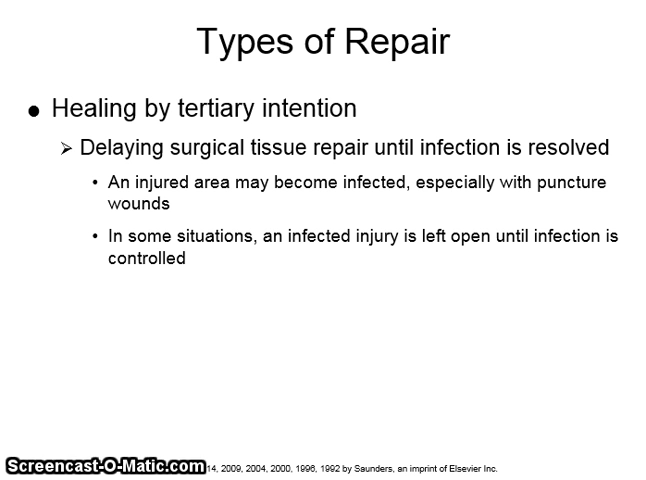 Types of Repair
● Healing by tertiary intention
➢ Delaying surgical tissue repair until infection is resolved
• An injured area may become infected, especially with puncture
wounds
• In some situations, an infected injury is left open until infection is
controlled
Screencast-O-Matic.com 14, 2009, 2004, 2000, 1996, 1992 by Saunders, an imprint of Elsevier Inc.